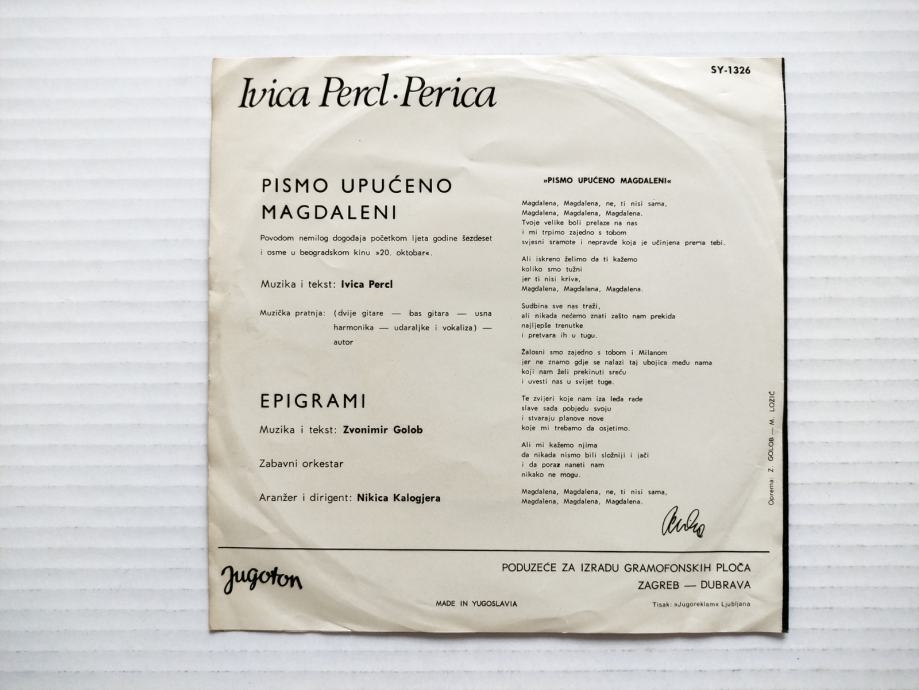 Ivica Percl·Perica
SY-1326
PISMO UPUĆENO
MAGDALENI
Povodom nemilog događaja početkom ljeta godine šezdeset
i osme u beogradskom kinu »20. oktobar«.
Muzika i tekst: Ivica Percl
Muzička pratnja: (dvije gitare — bas gitara — usna
harmonika — udaraljke i vokaliza) —
autor
EPIGRAMI
Muzika i tekst: Zvonimir Golob
Zabavni orkestar
Aranžer i dirigent: Nikica Kalogjera
»PISMO UPUĆENO MAGDALENI«
Magdalena, Magdalena, ne, ti nisi sama,
Magdalena, Magdalena, Magdalena.
Tvoje velike boli prelaze na nas
i mi trpimo zajedno s tobom
svjesni sramote i nepravde koja je učinjena prema tebi.
Ali iskreno želimo da ti kažemo
koliko smo tužni
jer ti nisi kriva,
Magdalena, Magdalena, Magdalena.
Sudbina sve nas traži,
ali nikada nećemo znati zašto nam prekida
najljepše trenutke
i pretvara ih u tugu.
Žalosni smo zajedno s tobom i Milanom
jer ne znamo gdje se nalazi taj ubojica među nama
koji nam želi prekinuti sreću
i uvesti nas u svijet tuge.
Te zvijeri koje nam iza leđa rade
slave sada pobjedu svoju
i stvaraju planove nove
koje mi trebamo da osjetimo.
Ali mi kažemo njima
da nikada nismo bili složniji i jači
i da poraz naneti nam
nikako ne mogu.
Magdalena, Magdalena, ne, ti nisi sama,
Magdalena, Magdalena, Magdalena.
Oprema: Z. GOLOB — M. LOZIĆ
Jugoton
PODUZEĆE ZA IZRADU GRAMOFONSKIH PLOČA
ZAGREB — DUBRAVA
MADE IN YUGOSLAVIA
Tisak: »Jugoreklam« Ljubljana